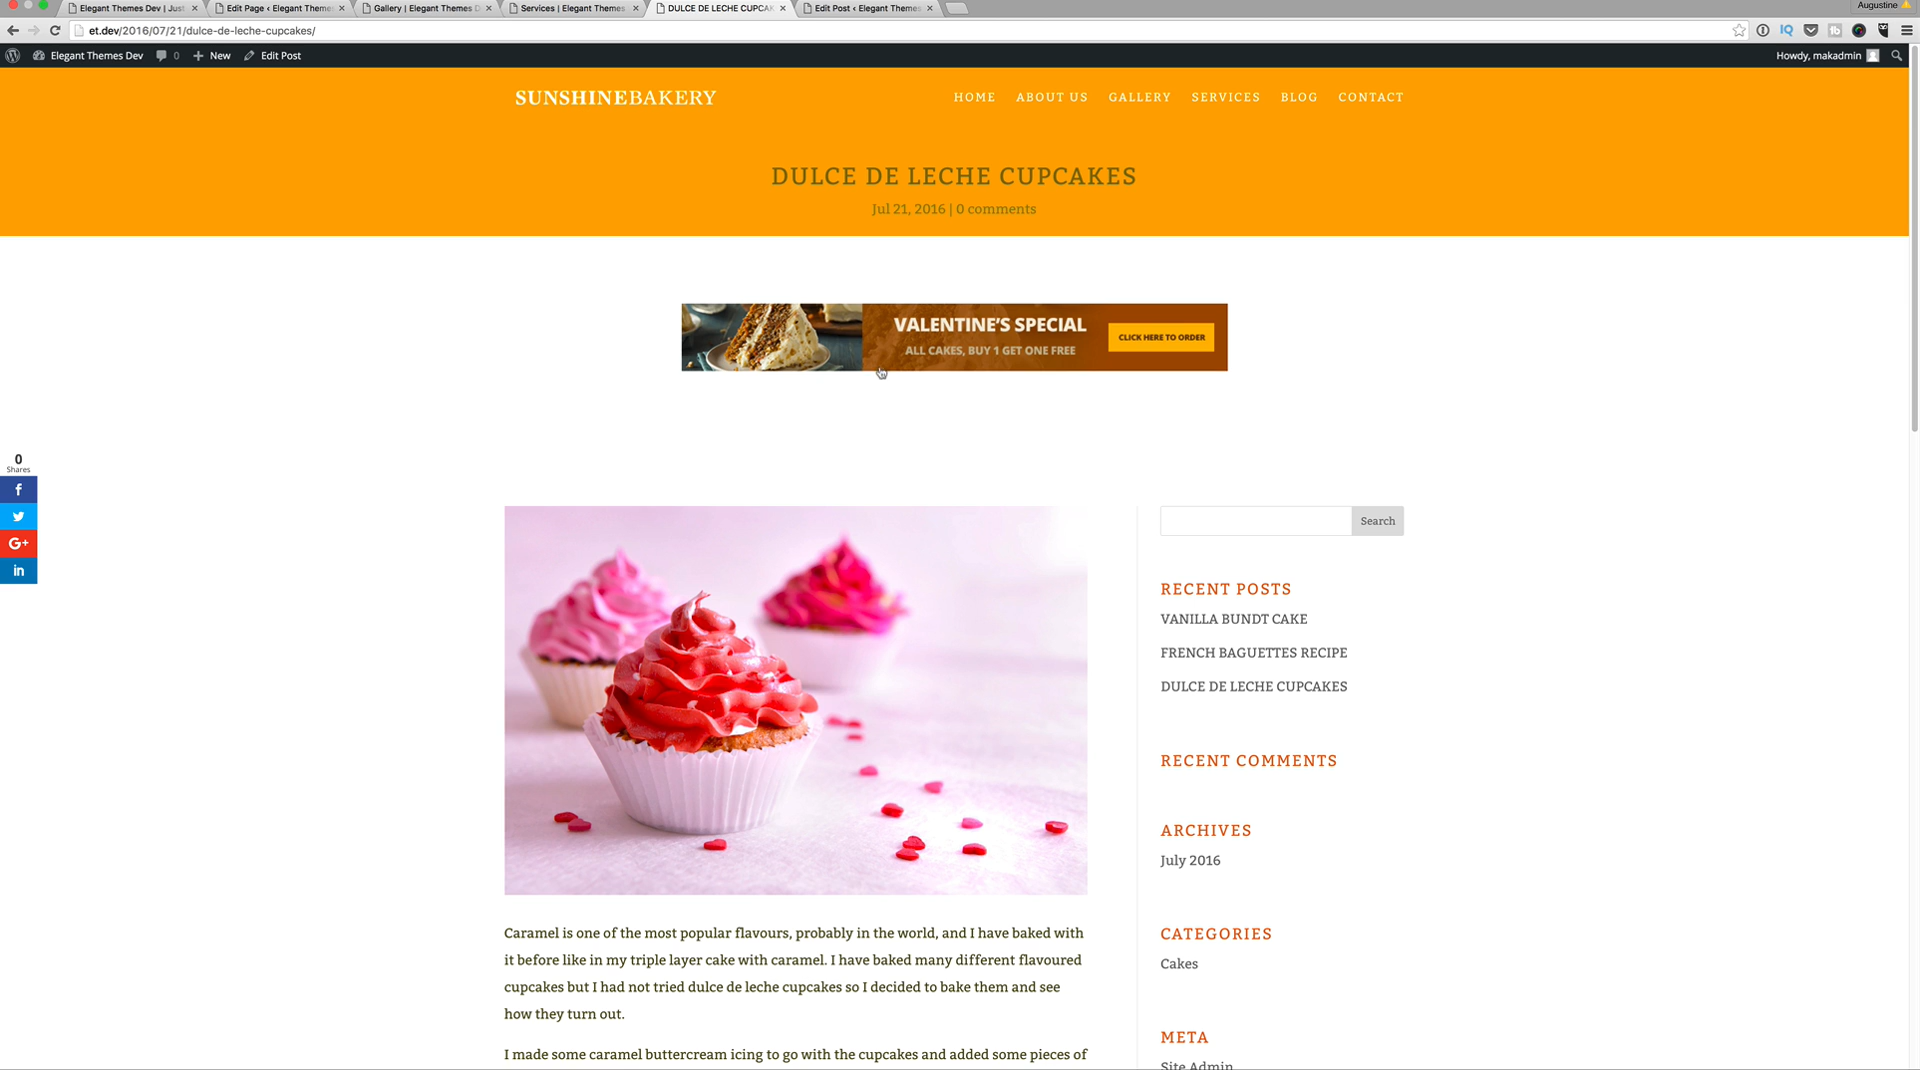 Elegant Themes Dev | Just
Edit Page ‹ Elegant Theme
Gallery | Elegant Themes D
Services | Elegant Themes
DULCE DE LECHE CUPCAK
Edit Post ‹ Elegant Themes
Augustine
et.dev/2016/07/21/dulce-de-leche-cupcakes/
IQ
Elegant Themes Dev
0
+ New
Edit Post
Howdy, makadmin
SUNSHINEBAKERY
HOME
ABOUT US
GALLERY
SERVICES
BLOG
CONTACT
DULCE DE LECHE CUPCAKES
Jul 21, 2016 | 0 comments
VALENTINE'S SPECIAL
ALL CAKES, BUY 1 GET ONE FREE
CLICK HERE TO ORDER
0
Shares
f
G+
in
Search
RECENT POSTS
VANILLA BUNDT CAKE
FRENCH BAGUETTES RECIPE
DULCE DE LECHE CUPCAKES
RECENT COMMENTS
ARCHIVES
July 2016
CATEGORIES
Cakes
META
Site Admin
Caramel is one of the most popular flavours, probably in the world, and I have baked with
it before like in my triple layer cake with caramel. I have baked many different flavoured
cupcakes but I had not tried dulce de leche cupcakes so I decided to bake them and see
how they turn out.
I made some caramel buttercream icing to go with the cupcakes and added some pieces of